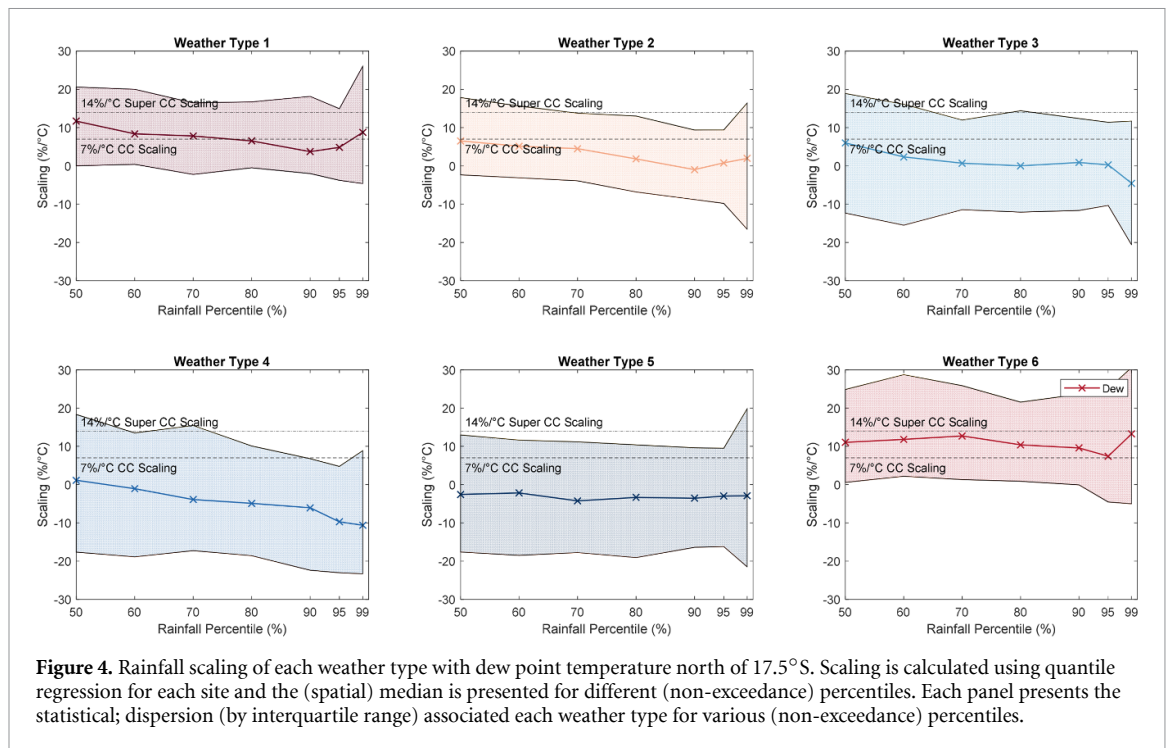 Weather Type 1
30
20
10
0
-10
-20
-30
Scaling (%/°C)
14%/°C Super CC Scaling
7%/°C CC Scaling
50 60 70 80 90 95 99
Rainfall Percentile (%)
Weather Type 2
30
20
10
0
-10
-20
-30
Scaling (%/°C)
14%/°C Super CC Scaling
7%/°C CC Scaling
50 60 70 80 90 95 99
Rainfall Percentile (%)
Weather Type 3
30
20
10
0
-10
-20
-30
Scaling (%/°C)
14%/°C Super CC Scaling
7%/°C CC Scaling
50 60 70 80 90 95 99
Rainfall Percentile (%)
Weather Type 4
30
20
10
0
-10
-20
-30
Scaling (%/°C)
14%/°C Super CC Scaling
7%/°C CC Scaling
50 60 70 80 90 95 99
Rainfall Percentile (%)
Weather Type 5
30
20
10
0
-10
-20
-30
Scaling (%/°C)
14%/°C Super CC Scaling
7%/°C CC Scaling
50 60 70 80 90 95 99
Rainfall Percentile (%)
Weather Type 6
30
20
10
0
-10
-20
-30
Scaling (%/°C)
Dew
14%/°C Super CC Scaling
7%/°C CC Scaling
50 60 70 80 90 95 99
Rainfall Percentile (%)
Figure 4. Rainfall scaling of each weather type with dew point temperature north of 17.5°S. Scaling is calculated using quantile
regression for each site and the (spatial) median is presented for different (non-exceedance) percentiles. Each panel presents the
statistical; dispersion (by interquartile range) associated each weather type for various (non-exceedance) percentiles.